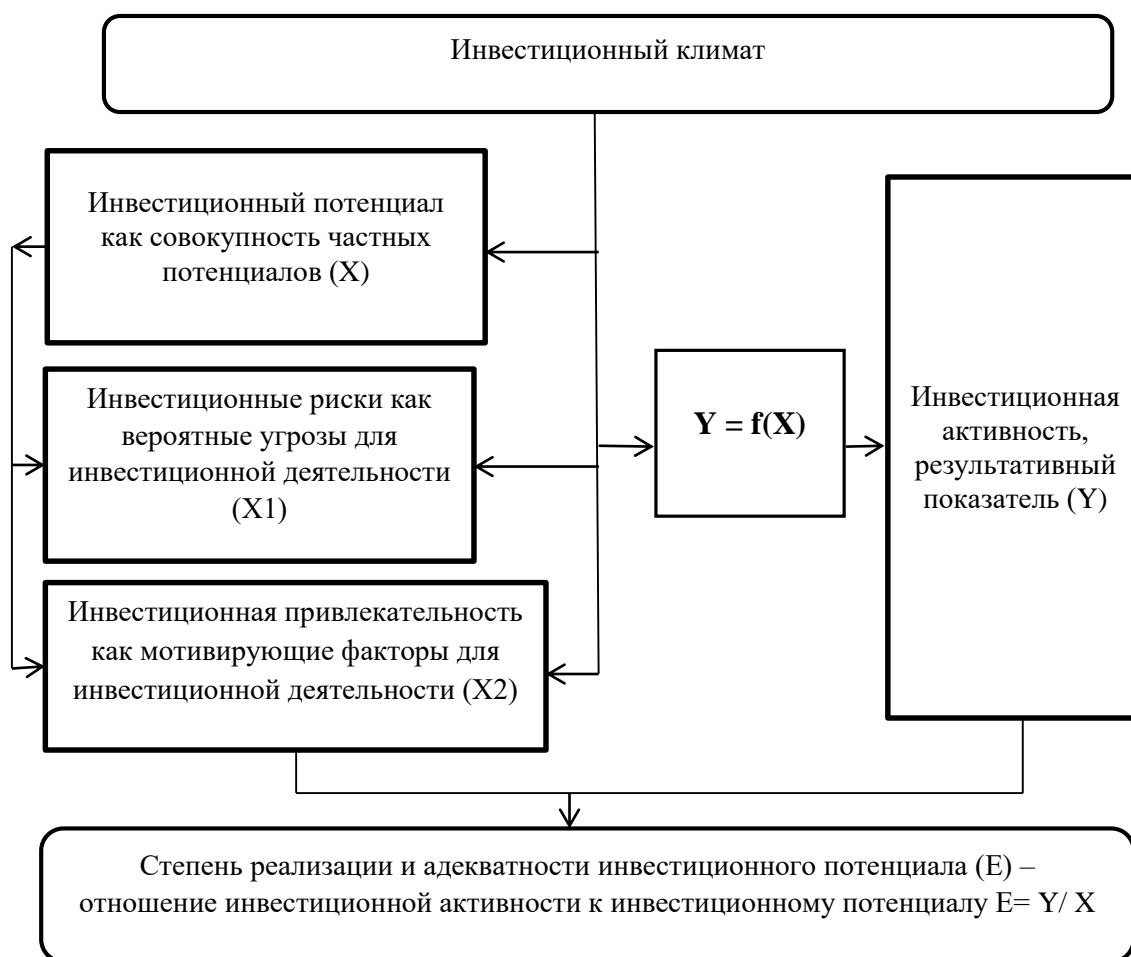 Инвестиционный климат
Инвестиционный потенциал
как совокупность частных
потенциалов (X)
Инвестиционные риски как
вероятные угрозы для
инвестиционной деятельности
(X1)
Инвестиционная привлекательность
как мотивирующие факторы для
инвестиционной деятельности (X2)
Y = f(X)
Инвестиционная
активность,
результативный
показатель (Y)
Степень реализации и адекватности инвестиционного потенциала (E) –
отношение инвестиционной активности к инвестиционному потенциалу E= Y/ X